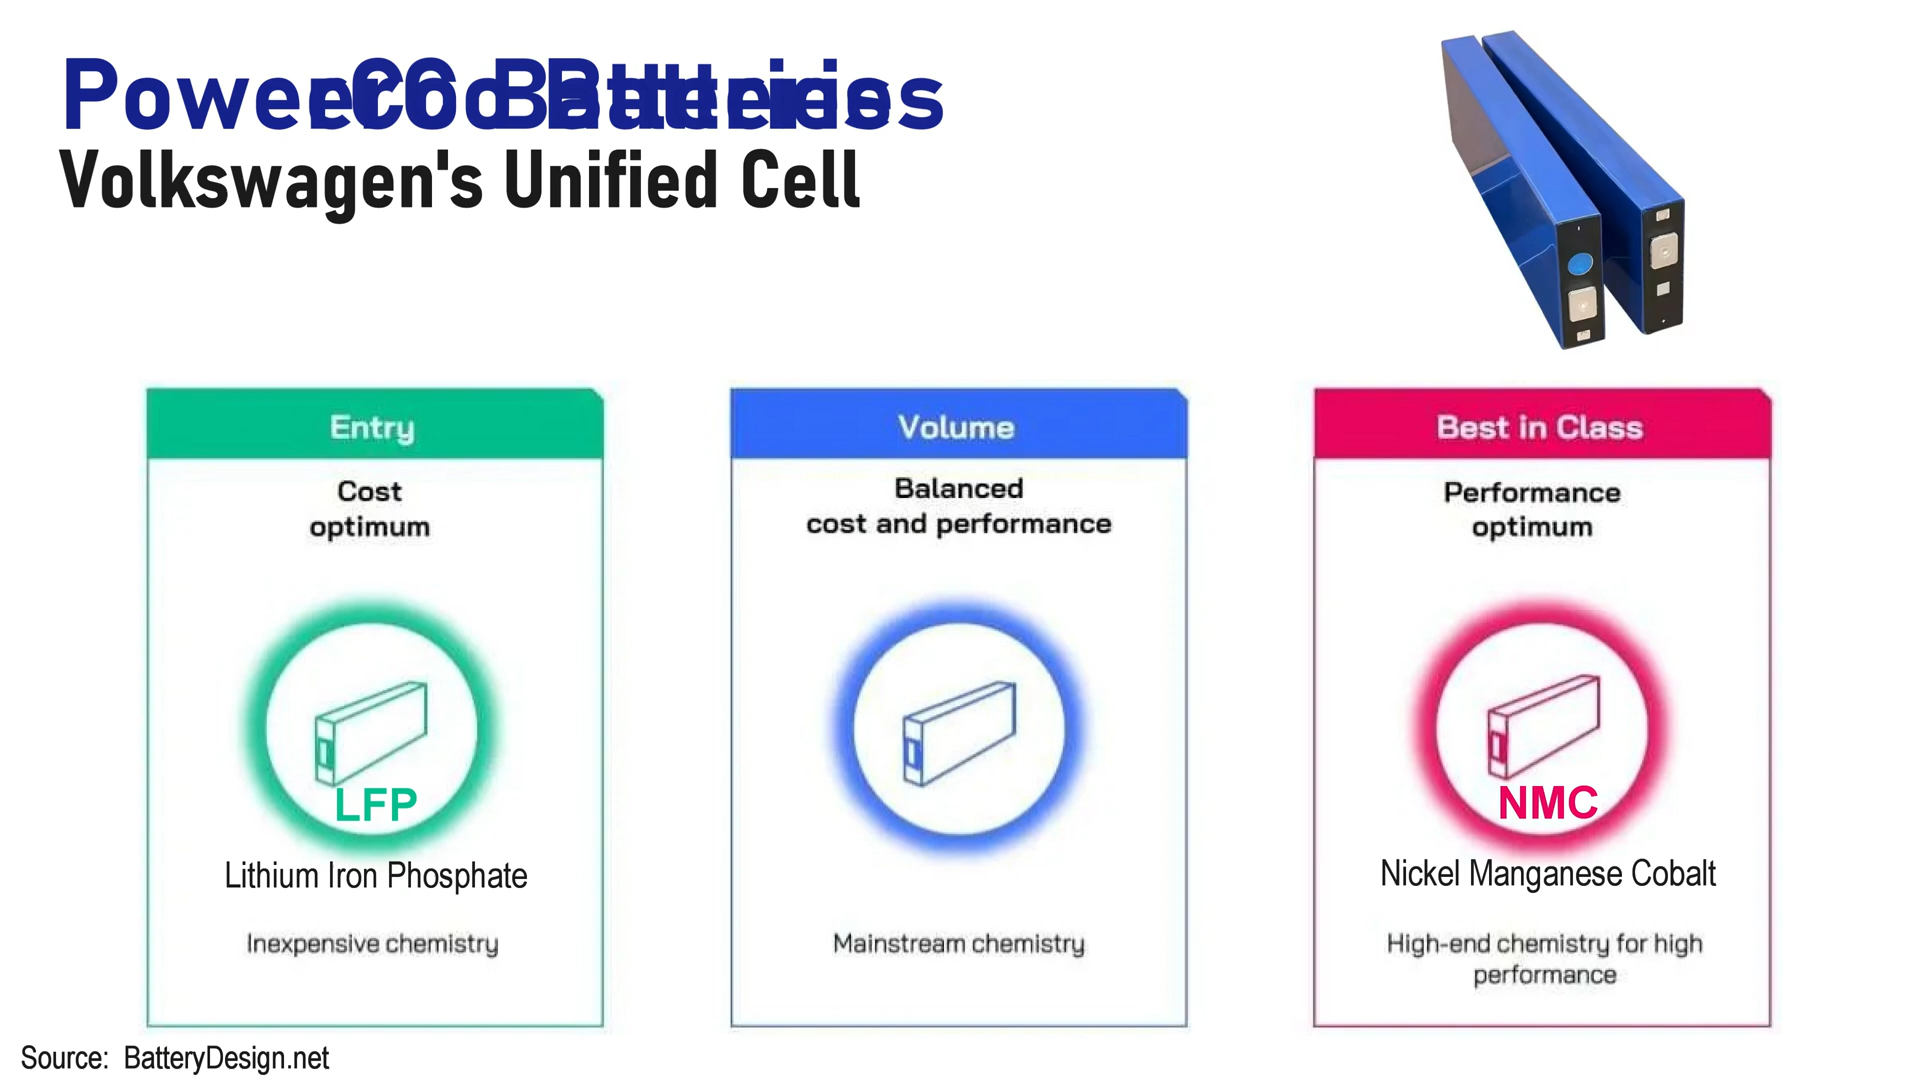 Volkswagen's Unified Cell
Entry
Cost
optimum
LFP
Lithium Iron Phosphate
Inexpensive chemistry
Volume
Balanced
cost and performance
Mainstream chemistry
Best in Class
Performance
optimum
NMC
Nickel Manganese Cobalt
High-end chemistry for high
performance
Source: BatteryDesign.net